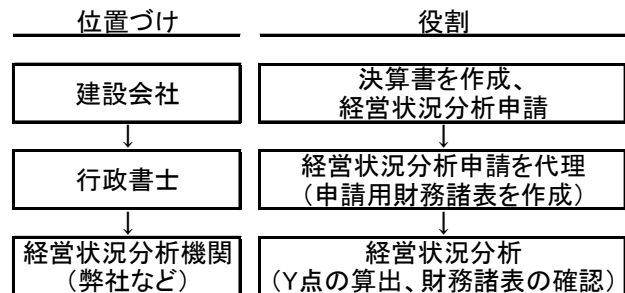 位置づけ 役割
建設会社 決算書を作成、
経営状況分析申請
↓ ↓
行政書士 経営状況分析申請を代理
(申請用財務諸表を作成)
↓ ↓
経営状況分析機関 経営状況分析
(弊社など) (Y点の算出、財務諸表の確認)